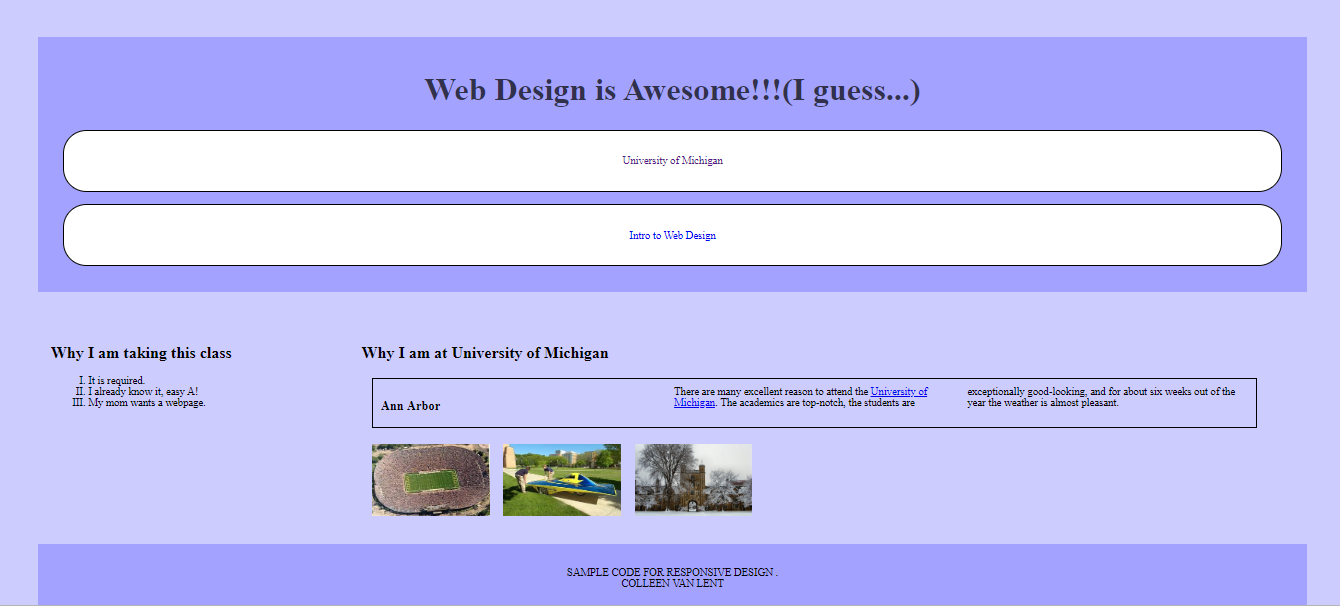 Web Design is Awesome!!!(I guess...)
University of Michigan
Intro to Web Design
Why I am taking this class
I. It is required.
II. I already know it, easy A!
III. My mom wants a webpage.
Why I am at University of Michigan
Ann Arbor
There are many excellent reason to attend the University of
Michigan. The academics are top-notch, the students are
exceptionally good-looking, and for about six weeks out of the
year the weather is almost pleasant.
SAMPLE CODE FOR RESPONSIVE DESIGN .
COLLEEN VAN LENT